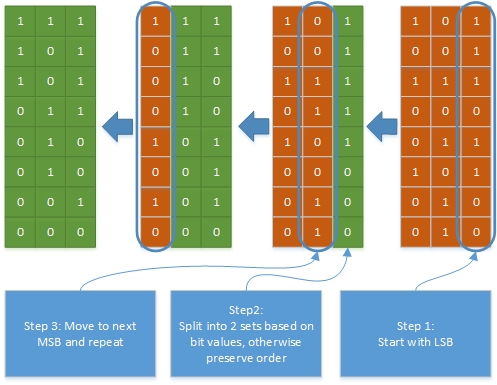 1 1 1 1 1 1 1 0 1 1 0 1
1 0 1 0 1 1 0 0 1 0 0 1
1 0 1 0 1 0 1 1 1 1 1 1
0 1 1 0 1 0 0 1 1 0 1 1
0 1 0 1 0 1 1 0 1 0 1 0
0 1 0 0 0 1 0 1 0 0 0 0
0 0 1 1 0 1 0 0 0 1 0 1
0 0 0 0 0 0 0 1 0 0 1 0
Step 3: Move to next
MSB and repeat
Step2:
Split into 2 sets based on
bit values, otherwise
preserve order
Step 1:
Start with LSB